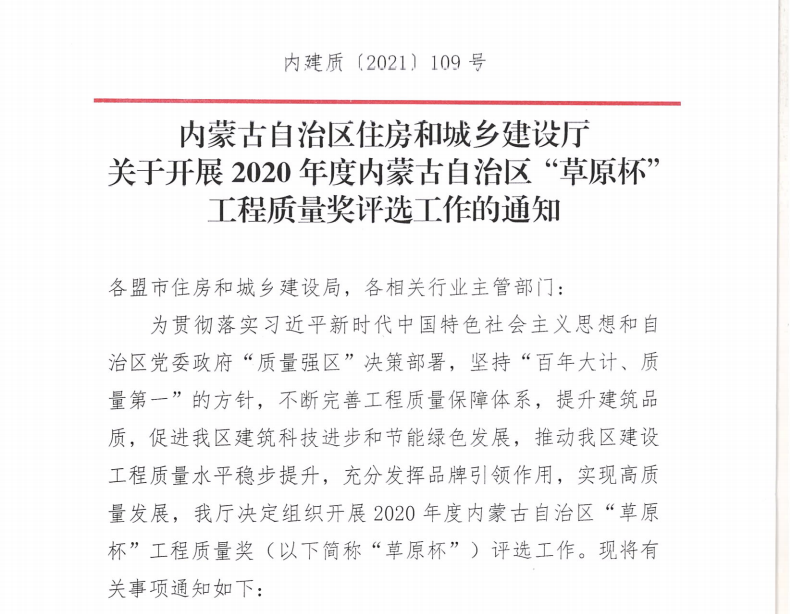 内建质〔2021〕109 号
内蒙古自治区住房和城乡建设厅
关于开展 2020 年度内蒙古自治区“草原杯”
工程质量奖评选工作的通知
各盟市住房和城乡建设局，各相关行业主管部门：
为贯彻落实习近平新时代中国特色社会主义思想和自
治区党委政府“质量强区”决策部署，坚持“百年大计、质
量第一”的方针，不断完善工程质量保障体系，提升建筑品
质，促进我区建筑科技进步和节能绿色发展，推动我区建设
工程质量水平稳步提升，充分发挥品牌引领作用，实现高质
量发展，我厅决定组织开展 2020 年度内蒙古自治区“草原
杯”工程质量奖（以下简称“草原杯”）评选工作。现将有
关事项通知如下：